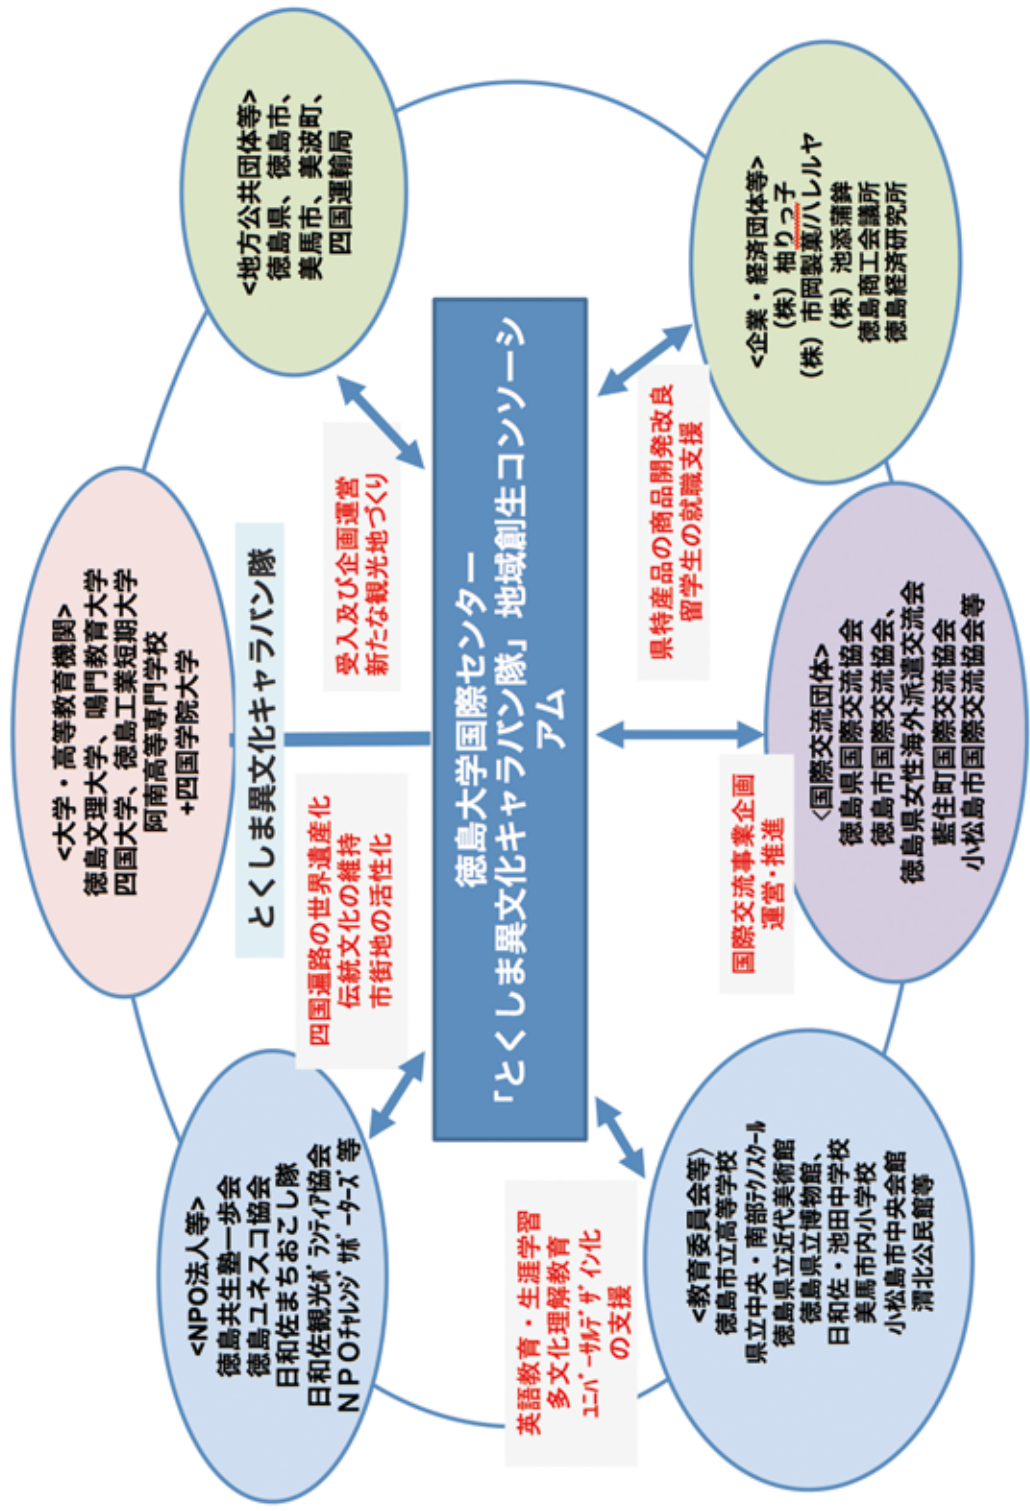 <大学・高等教育機関>
徳島文理大学、鳴門教育大学
四国大学、徳島工業短期大学
阿南高等専門学校
+四国学院大学
とくしま異文化キャラバン隊
<NPO法人等>
徳島共生塾一歩会
徳島ユネスコ協会
日和佐まちおこし隊
日和佐観光ﾎﾞﾗﾝﾃｨｱ協会
ＮＰＯﾁｬﾚﾝｼﾞｻﾎﾟｰﾀｰｽﾞ等
四国遍路の世界遺産化
伝統文化の維持
市街地の活性化
受入及び企画運営
新たな観光地づくり
<地方公共団体等>
徳島県、徳島市、
美馬市、美波町、
四国運輸局
徳島大学国際センター
「とくしま異文化キャラバン隊」地域創生コンソーシ
アム
英語教育・生涯学習
多文化理解教育
ﾕﾆﾊﾞｰｻﾙﾃﾞｻﾞｲﾝ化
の支援
国際交流事業企画
運営・推進
県特産品の商品開発改良
留学生の就職支援
<教育委員会等〉
徳島市立高等学校
県立中央・南部ﾃｸﾉｽｸｰﾙ
徳島県立近代美術館
徳島県立博物館、
日和佐・池田中学校
美馬市内小学校
小松島市中央会館
渭北公民館等
〈国際交流団体>
徳島県国際交流協会
徳島市国際交流協会、
徳島県女性海外派遣交流会
藍住町国際交流協会
小松島市国際交流協会等
<企業・経済団体等>
（株）柚りっ子
（株）市岡製菓/ハレルヤ
（株）池添蒲鉾
徳島商工会議所
徳島経済研究所